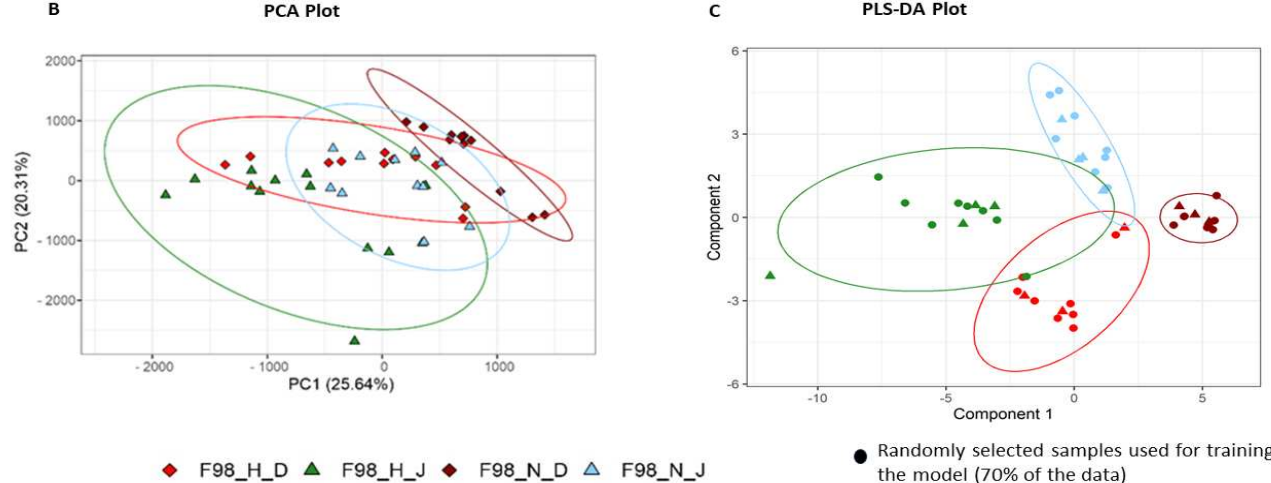 B
PCA Plot
C
PLS-DA Plot
2000
1000
0
- 1000
- 2000
PC2 (20.31%)
- 2000
- 1000
0
1000
PC1 (25.64%)
6
3
0
-3
-6
Component 2
-10
-5
0
5
Component 1
F98_H_D
F98_H_J
F98_N_D
F98_N_J
Randomly selected samples used for training
the model (70% of the data)